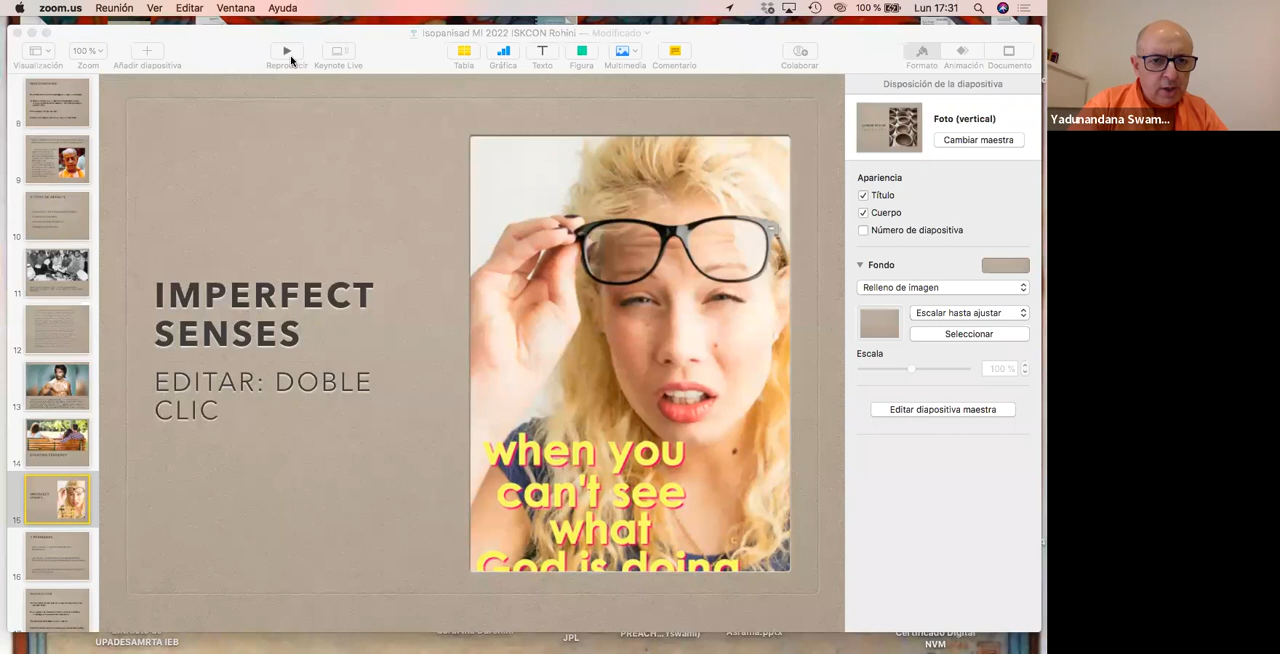 zoom.us Reunión Ver Editar Ventana Ayuda
100 % Lun 17:31
Isopanisad MI 2022 ISKCON Rohini — Modificado
100 %
Visualización Zoom Añadir diapositiva Reproducir Keynote Live Tabla Gráfica Texto Figura Multimedia Comentario Colaborar Formato Animación Documento
8
9
10
11
12
13
14
15
16
IMPERFECT
SENSES
EDITAR: DOBLE
CLIC
when you
can't see
what
God is doing
Disposición de la diapositiva
Foto (vertical)
Cambiar maestra
Apariencia
Título
Cuerpo
Número de diapositiva
Fondo
Relleno de imagen
Escalar hasta ajustar
Seleccionar
Escala
100 %
Editar diapositiva maestra
Yadunandana Swam...
UPADESAMRTA IEB
JPL
PREACH...
Asrama.pptx
Certificado Digital
NVM